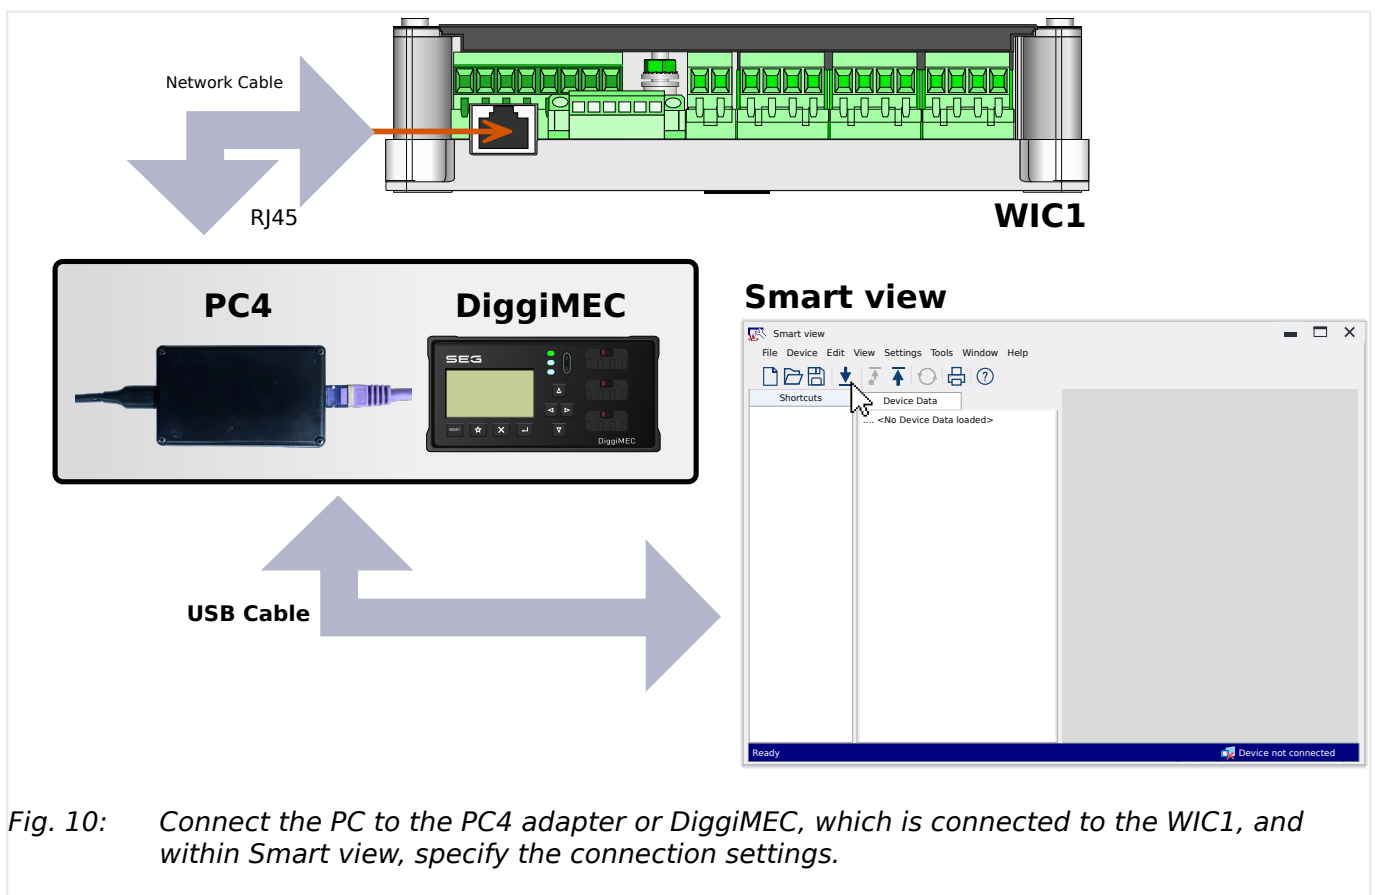 Network Cable
RJ45
WIC1
PC4
DiggiMEC
SEG
RESET
DiggiMEC
Smart view
Smart view
File Device Edit View Settings Tools Window Help
Shortcuts
Device Data
.... <No Device Data loaded>
Ready
Device not connected
USB Cable
Fig. 10: Connect the PC to the PC4 adapter or DiggiMEC, which is connected to the WIC1, and
within Smart view, specify the connection settings.